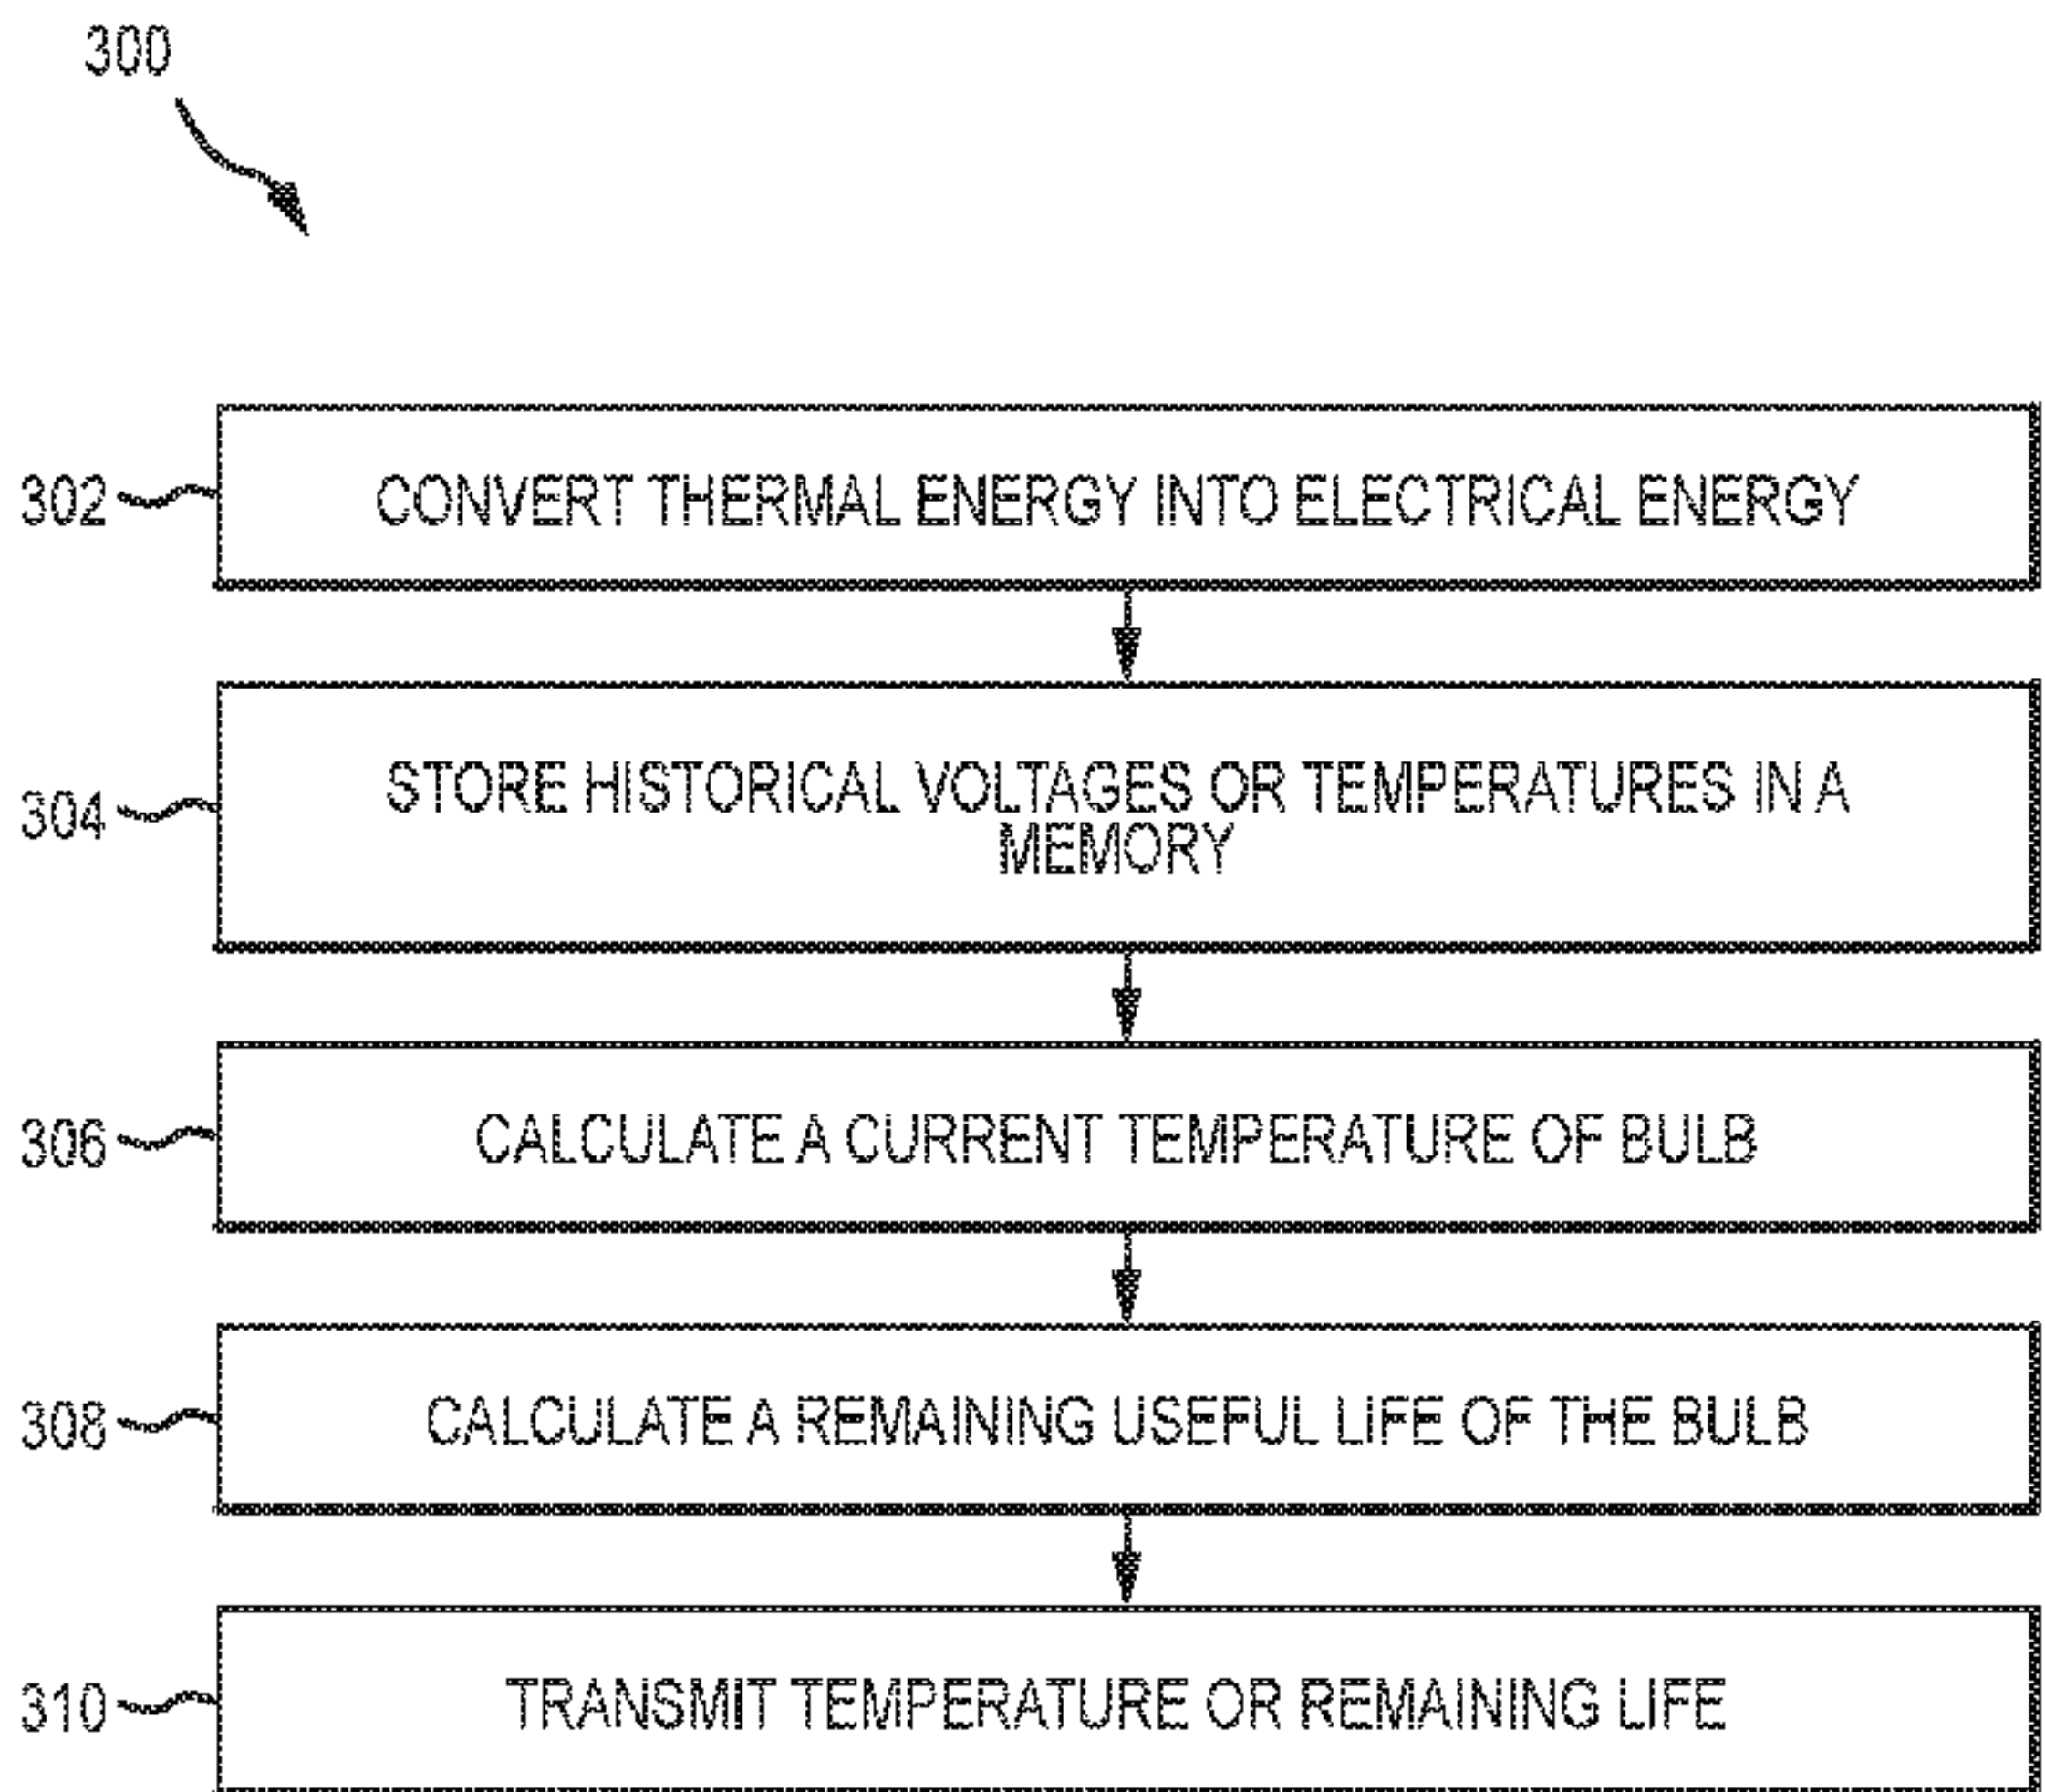 300
302
CONVERT THERMAL ENERGY INTO ELECTRICAL ENERGY
304
STORE HISTORICAL VOLTAGES OR TEMPERATURES IN A
MEMORY
306
CALCULATE A CURRENT TEMPERATURE OF BULB
308
CALCULATE A REMAINING USEFUL LIFE OF THE BULB
310
TRANSMIT TEMPERATURE OR REMAINING LIFE